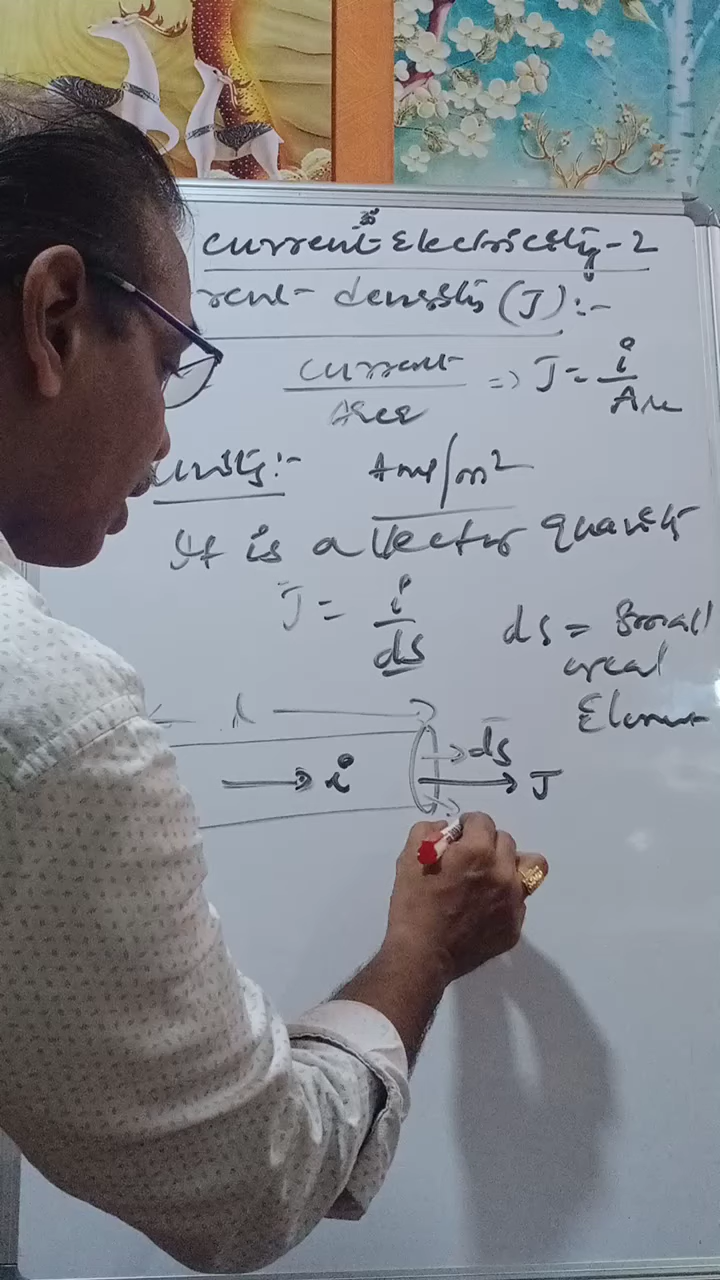 ॐ
Current Electricity-2
rent density (J):-
Current / Area => J = i / Area
units:- Amp/m²
It is a Vector quantity
J = i / ds
ds = Small
areal
Element
l
ds
i
J